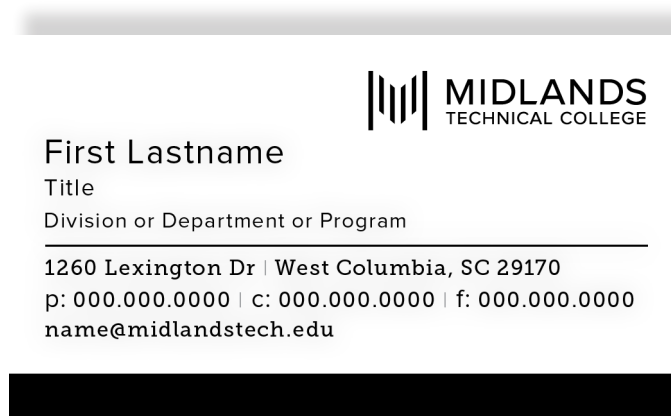 MIDLANDS
TECHNICAL COLLEGE
First Lastname
Title
Division or Department or Program
1260 Lexington Dr | West Columbia, SC 29170
p: 000.000.0000 | c: 000.000.0000 | f: 000.000.0000
name@midlandstech.edu